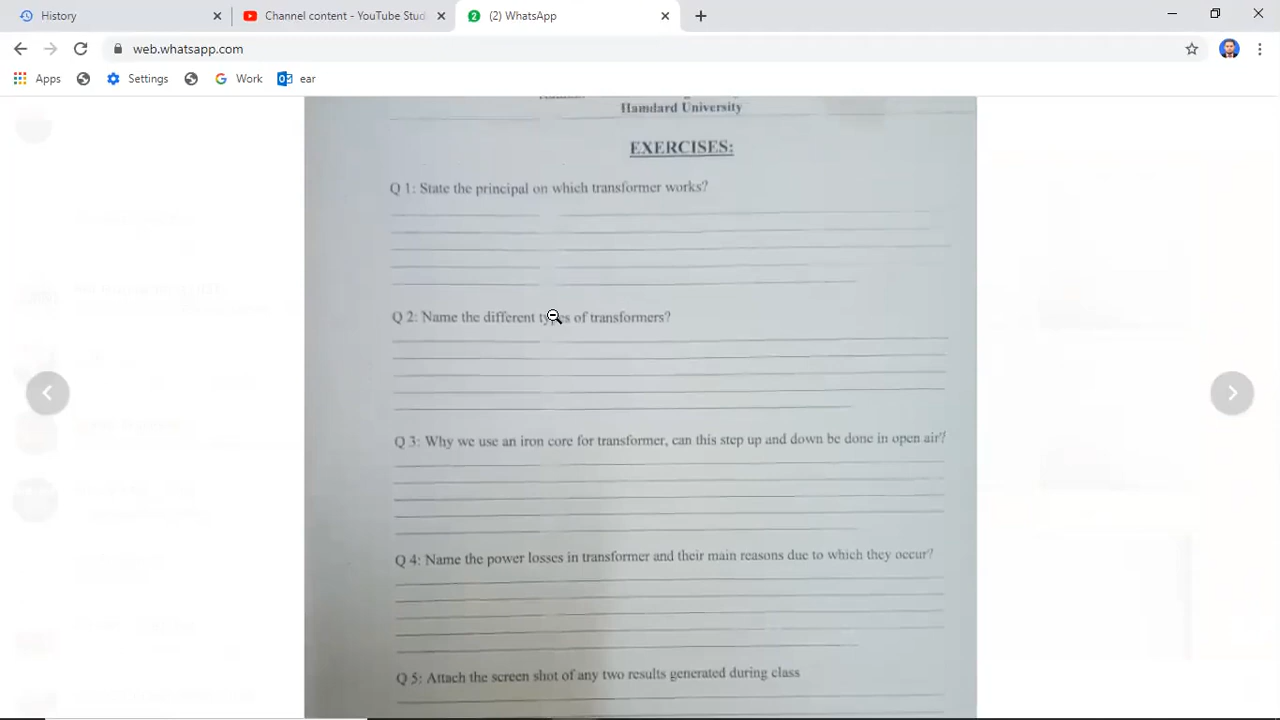 History
Channel content - YouTube Stud
(2) WhatsApp
web.whatsapp.com
Apps
Settings
Work
ear
Hamdard University
EXERCISES:
Q 1: State the principal on which transformer works?
Q 2: Name the different types of transformers?
Q 3: Why we use an iron core for transformer, can this step up and down be done in open air?
Q 4: Name the power losses in transformer and their main reasons due to which they occur?
Q 5: Attach the screen shot of any two results generated during class